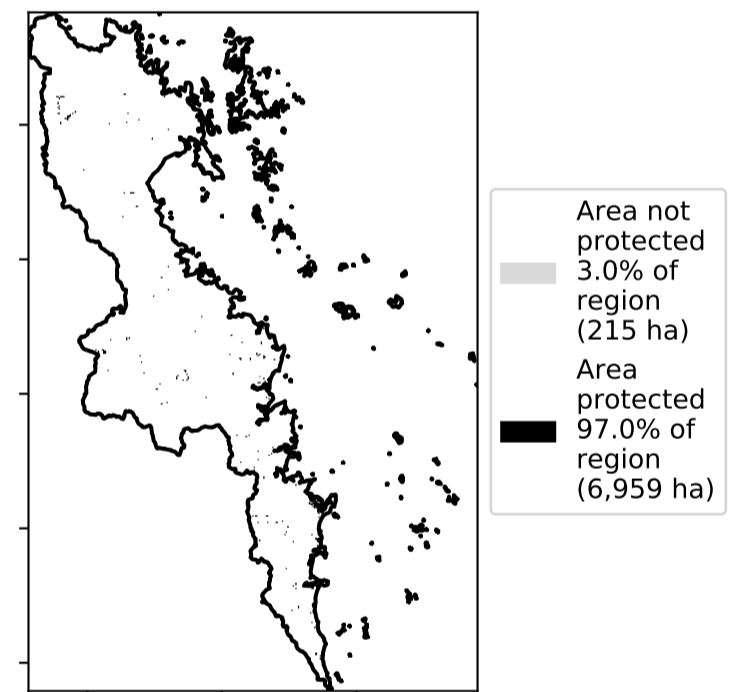 Area not
protected
3.0% of
region
(215 ha)
Area
protected
97.0% of
region
(6,959 ha)